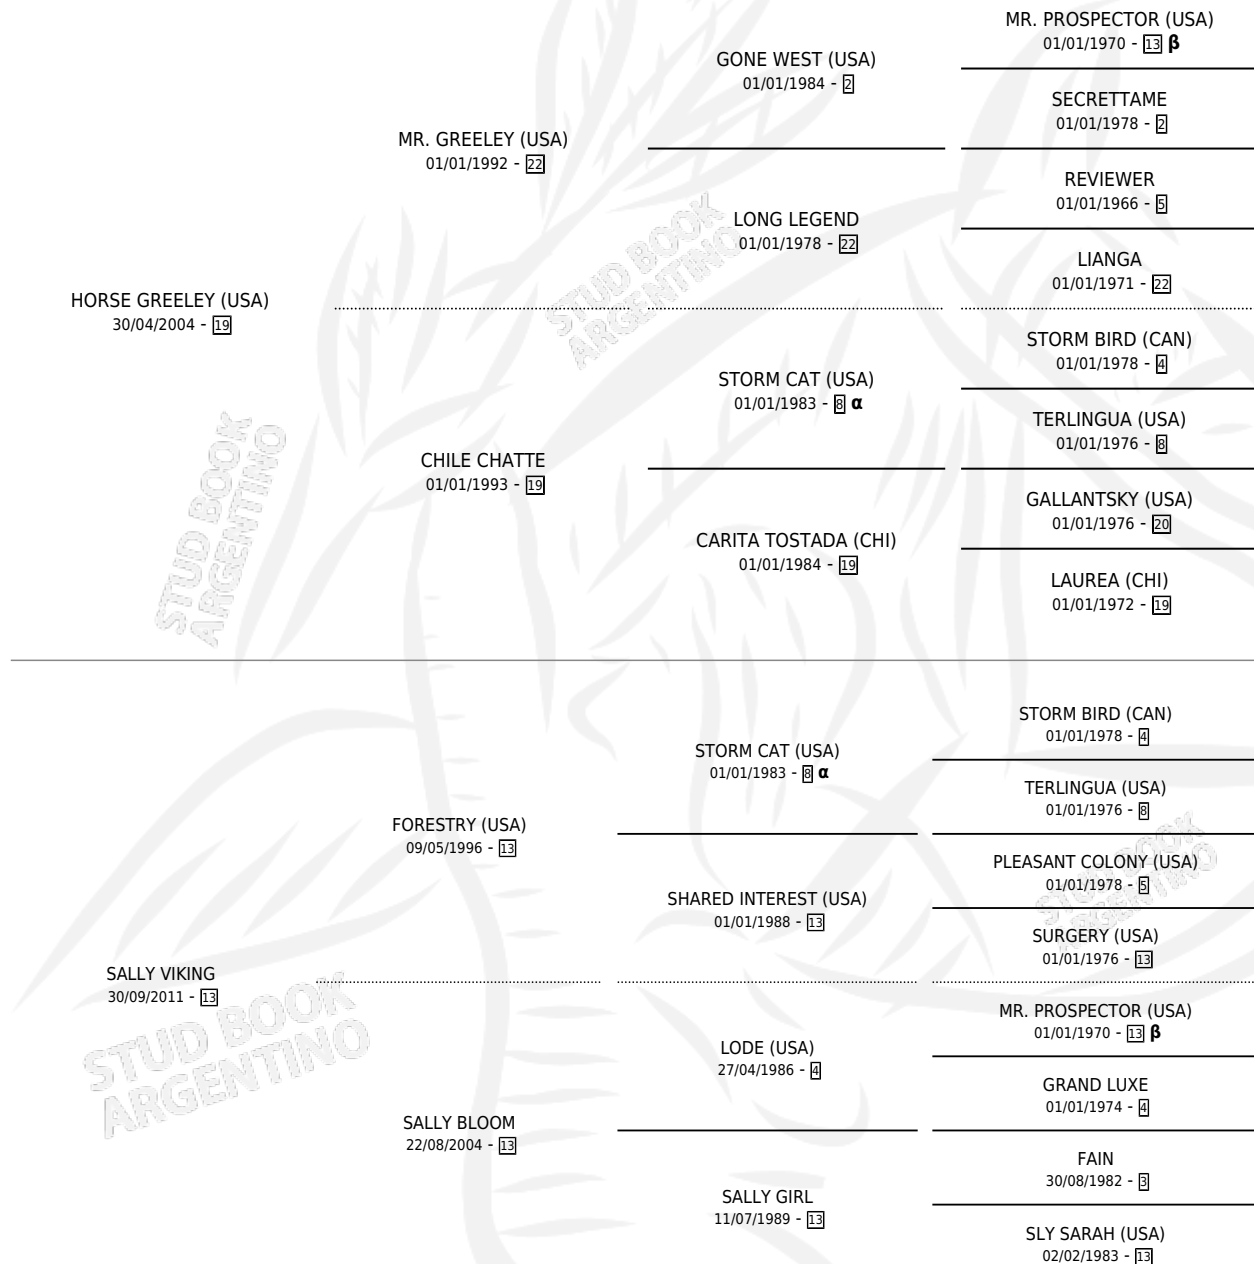 MR. PROSPECTOR (USA)
01/01/1970 - 13 β
GONE WEST (USA)
01/01/1984 - 2
SECRETTAME
01/01/1978 - 2
MR. GREELEY (USA)
01/01/1992 - 22
REVIEWER
01/01/1966 - 5
LONG LEGEND
01/01/1978 - 22
LIANGA
01/01/1971 - 22
HORSE GREELEY (USA)
30/04/2004 - 19
STORM BIRD (CAN)
01/01/1978 - 4
STORM CAT (USA)
01/01/1983 - 8 α
TERLINGUA (USA)
01/01/1976 - 8
CHILE CHATTE
01/01/1993 - 19
GALLANTSKY (USA)
01/01/1976 - 20
CARITA TOSTADA (CHI)
01/01/1984 - 19
LAUREA (CHI)
01/01/1972 - 19
STORM BIRD (CAN)
01/01/1978 - 4
STORM CAT (USA)
01/01/1983 - 8 α
TERLINGUA (USA)
01/01/1976 - 8
FORESTRY (USA)
09/05/1996 - 13
PLEASANT COLONY (USA)
01/01/1978 - 5
SHARED INTEREST (USA)
01/01/1988 - 13
SURGERY (USA)
01/01/1976 - 13
SALLY VIKING
30/09/2011 - 13
MR. PROSPECTOR (USA)
01/01/1970 - 13 β
LODE (USA)
27/04/1986 - 4
GRAND LUXE
01/01/1974 - 4
SALLY BLOOM
22/08/2004 - 13
FAIN
30/08/1982 - 3
SALLY GIRL
11/07/1989 - 13
SLY SARAH (USA)
02/02/1983 - 13
STUD BOOK
ARGENTINO
STUD BOOK
ARGENTINO
STUD BOOK
ARGENTINO
STUD BOOK
ARGENTINO